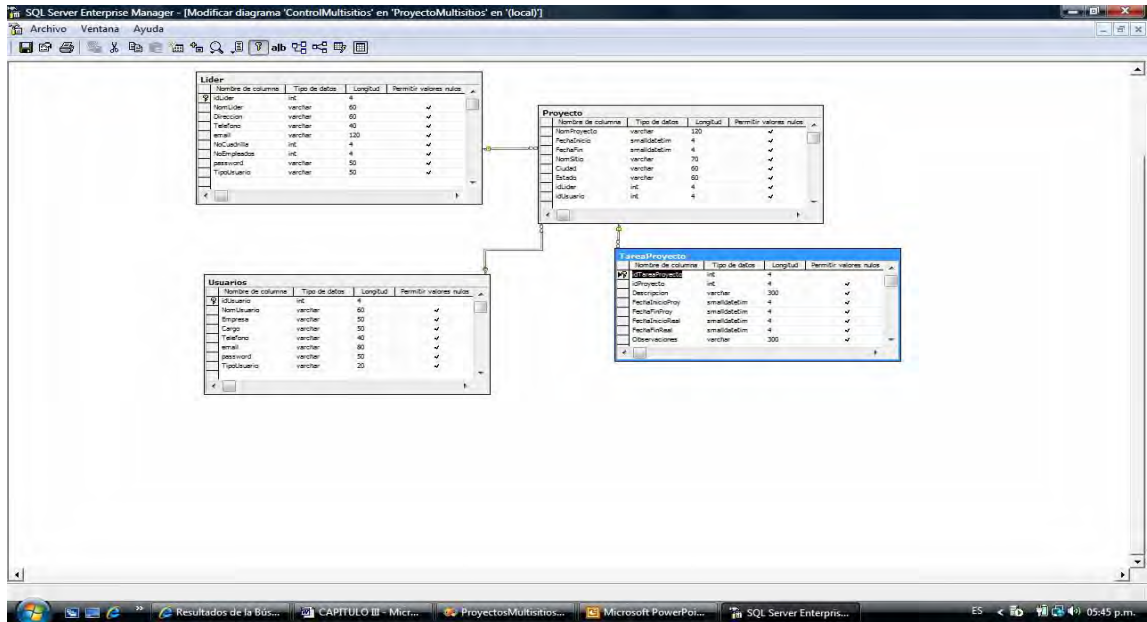 SQL Server Enterprise Manager - [Modificar diagrama 'ControlMultisitios' en 'ProyectoMultisitios' en '(local)']
Archivo Ventana Ayuda
ab
Lider
Nombre de columna Tipo de datos Longitud Permitir valores nulos
idLider int 4
NomLider varchar 60
Direccion varchar 60
Telefono varchar 40
email varchar 120
NoCuadrilla int 4
NoEmpleados int 4
password varchar 50
TipoUsuario varchar 50
Proyecto
Nombre de columna Tipo de datos Longitud Permitir valores nulos
NomProyecto varchar 120
FechaInicio smalldatetim 4
FechaFin smalldatetim 4
NomSitio varchar 70
Ciudad varchar 60
Estado varchar 60
idLider int 4
idUsuario int 4
TareaProyecto
Nombre de columna Tipo de datos Longitud Permitir valores nulos
idTareaProyecto int 4
idProyecto int 4
Descripcion varchar 300
FechaInicioProy smalldatetim 4
FechaFinProy smalldatetim 4
FechaInicioReal smalldatetim 4
FechaFinReal smalldatetim 4
Observaciones varchar 300
Usuarios
Nombre de columna Tipo de datos Longitud Permitir valores nulos
idUsuario int 4
NomUsuario varchar 60
Empresa varchar 50
Cargo varchar 50
Telefono varchar 40
email varchar 80
password varchar 50
TipoUsuario varchar 20
Resultados de la Bús... CAPITULO III - Micr... ProyectosMultisitios... Microsoft PowerPoi... SQL Server Enterpris... ES 05:45 p.m.